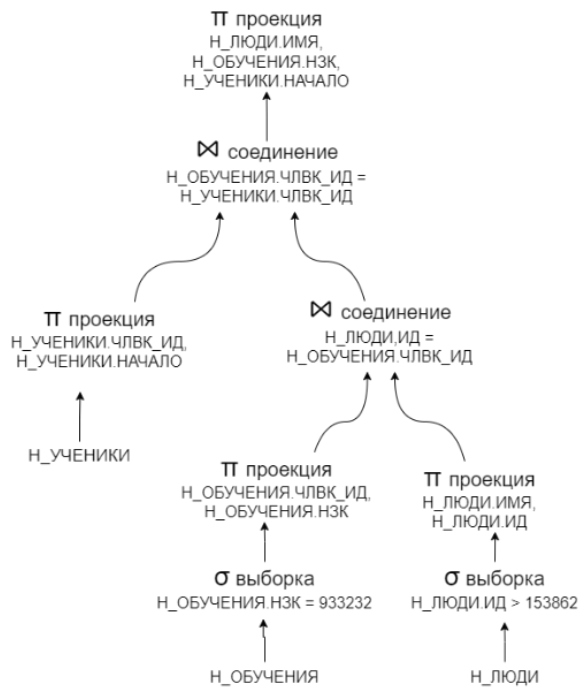 π проекция
Н_ЛЮДИ.ИМЯ,
Н_ОБУЧЕНИЯ.НЗК,
Н_УЧЕНИКИ.НАЧАЛО
⋈ соединение
Н_ОБУЧЕНИЯ.ЧЛВК_ИД =
Н_УЧЕНИКИ.ЧЛВК_ИД
π проекция
Н_УЧЕНИКИ.ЧЛВК_ИД,
Н_УЧЕНИКИ.НАЧАЛО
Н_УЧЕНИКИ
⋈ соединение
Н_ЛЮДИ,ИД =
Н_ОБУЧЕНИЯ.ЧЛВК_ИД
π проекция
Н_ОБУЧЕНИЯ.ЧЛВК_ИД,
Н_ОБУЧЕНИЯ.НЗК
σ выборка
Н_ОБУЧЕНИЯ.НЗК = 933232
Н_ОБУЧЕНИЯ
π проекция
Н_ЛЮДИ.ИМЯ,
Н_ЛЮДИ.ИД
σ выборка
Н_ЛЮДИ.ИД > 153862
Н_ЛЮДИ